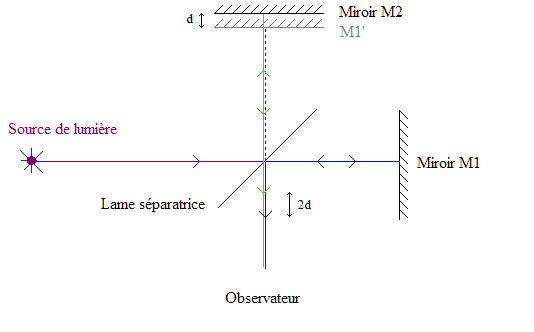 Miroir M2
d
M1'
Source de lumière
Miroir M1
Lame séparatrice
2d
Observateur